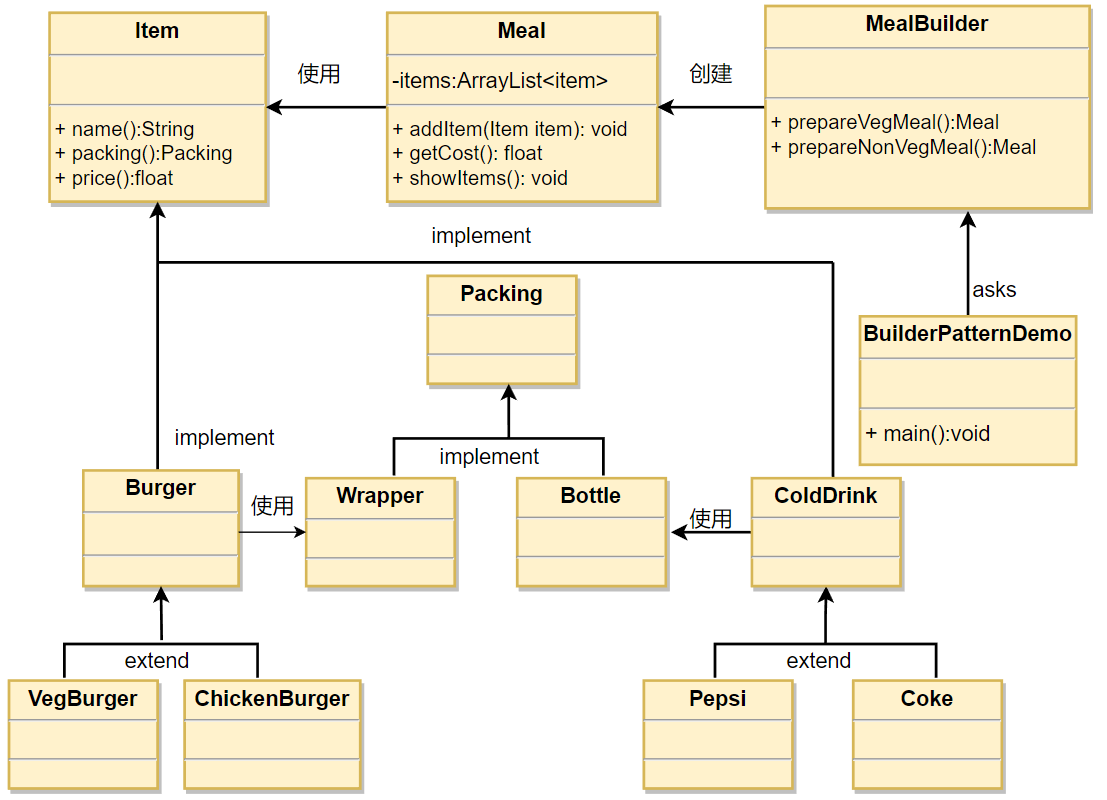 Item
+ name():String
+ packing():Packing
+ price():float
使用
Meal
-items:ArrayList<item>
+ addItem(Item item): void
+ getCost(): float
+ showItems(): void
创建
MealBuilder
+ prepareVegMeal():Meal
+ prepareNonVegMeal():Meal
implement
asks
Packing
BuilderPatternDemo
+ main():void
implement
implement
Burger
使用
Wrapper
Bottle
使用
ColdDrink
extend
extend
VegBurger
ChickenBurger
Pepsi
Coke